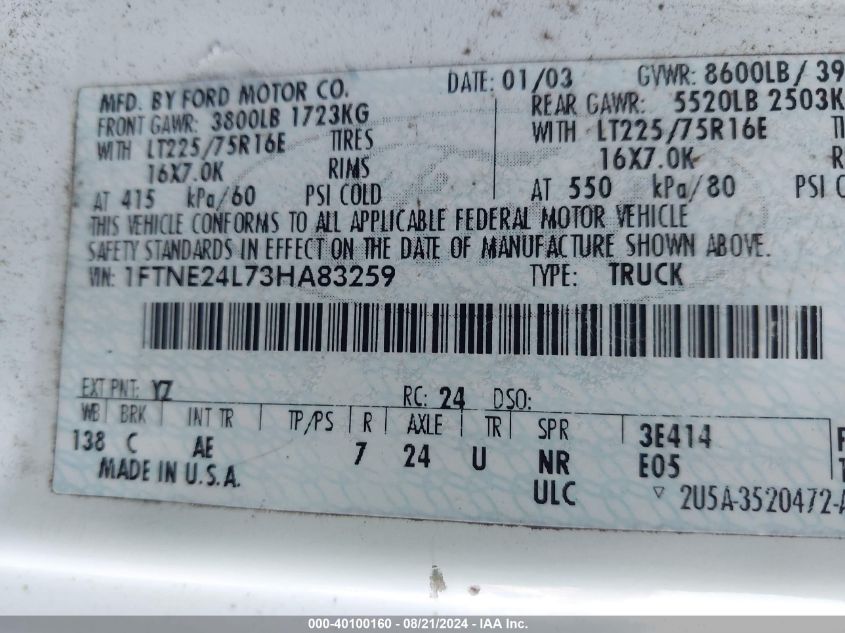 MFD. BY FORD MOTOR CO. DATE: 01/03 GVWR: 8600LB / 39
FRONT GAWR: 3800LB 1723KG REAR GAWR: 5520LB 2503K
WITH LT225/75R16E TIRES WITH LT225/75R16E
16X7.0K RIMS 16X7.0K R
AT 415 kPa/60 PSI COLD AT 550 kPa/80 PSI C
THIS VEHICLE CONFORMS TO ALL APPLICABLE FEDERAL MOTOR VEHICLE
SAFETY STANDARDS IN EFFECT ON THE DATE OF MANUFACTURE SHOWN ABOVE.
VIN: 1FTNE24L73HA83259 TYPE: TRUCK
EXT PNT: YZ RC: 24 DSO:
WB BRK INT TR TP/PS R AXLE TR SPR 3E414
138 C AE 7 24 U NR E05
MADE IN U.S.A. ULC 2U5A-3520472-A
000-40100160 - 08/21/2024 - IAA Inc.